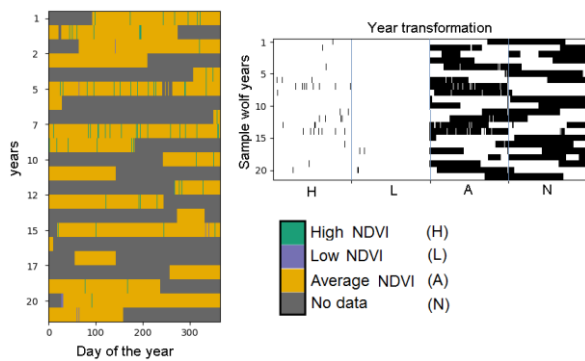 years
1
2
5
7
10
12
15
17
20
0
100
200
300
Day of the year
Year transformation
Sample wolf years
1
5
10
15
20
H
L
A
N
High NDVI (H)
Low NDVI (L)
Average NDVI (A)
No data (N)